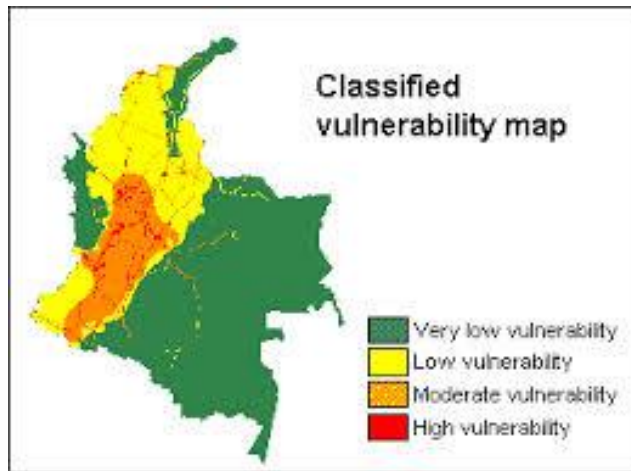 Classified
vulnerability map
Very low vulnerability
Low vulnerability
Moderate vulnerability
High vulnerability